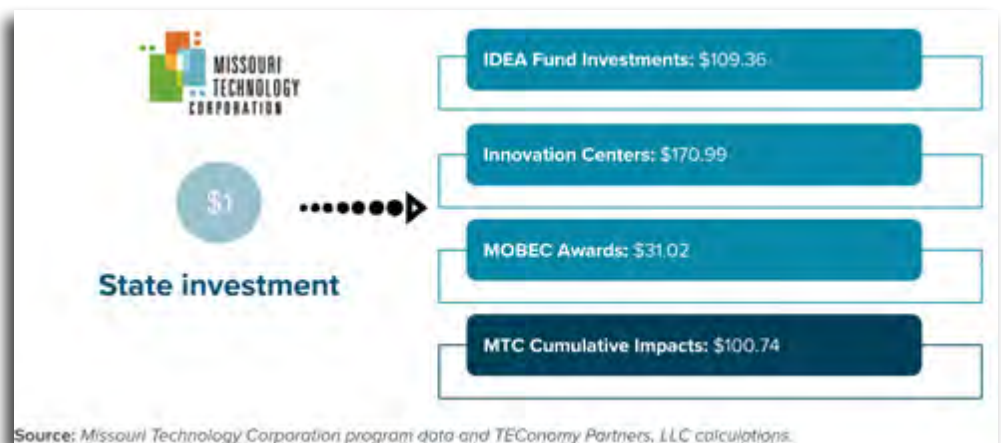 MISSOURI
TECHNOLOGY
CORPORATION
$1
State investment
IDEA Fund Investments: $109.36
Innovation Centers: $170.99
MOBEC Awards: $31.02
MTC Cumulative Impacts: $100.74
Source: Missouri Technology Corporation program data and TEConomy Partners, LLC calculations.